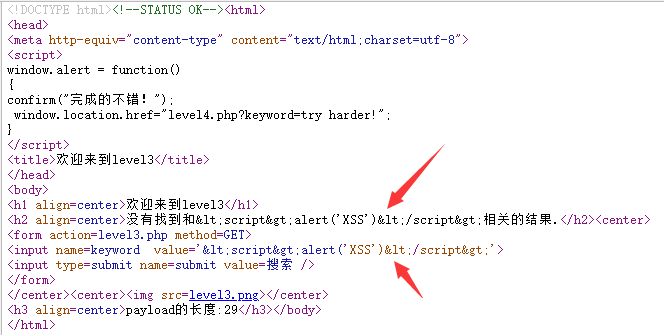 <!DOCTYPE html><!--STATUS OK--><html>
<head>
<meta http-equiv="content-type" content="text/html;charset=utf-8">
<script>
window.alert = function()
{
confirm("完成的不错！");
 window.location.href="level4.php?keyword=try harder!";
}
</script>
<title>欢迎来到level3</title>
</head>
<body>
<h1 align=center>欢迎来到level3</h1>
<h2 align=center>没有找到和&lt;script&gt;alert('XSS')&lt;/script&gt;相关的结果.</h2><center>
<form action=level3.php method=GET>
<input name=keyword  value='&lt;script&gt;alert('XSS')&lt;/script&gt;'>
<input type=submit name=submit value=搜索 />
</form>
</center><center><img src=level3.png></center>
<h3 align=center>payload的长度:29</h3></body>
</html>